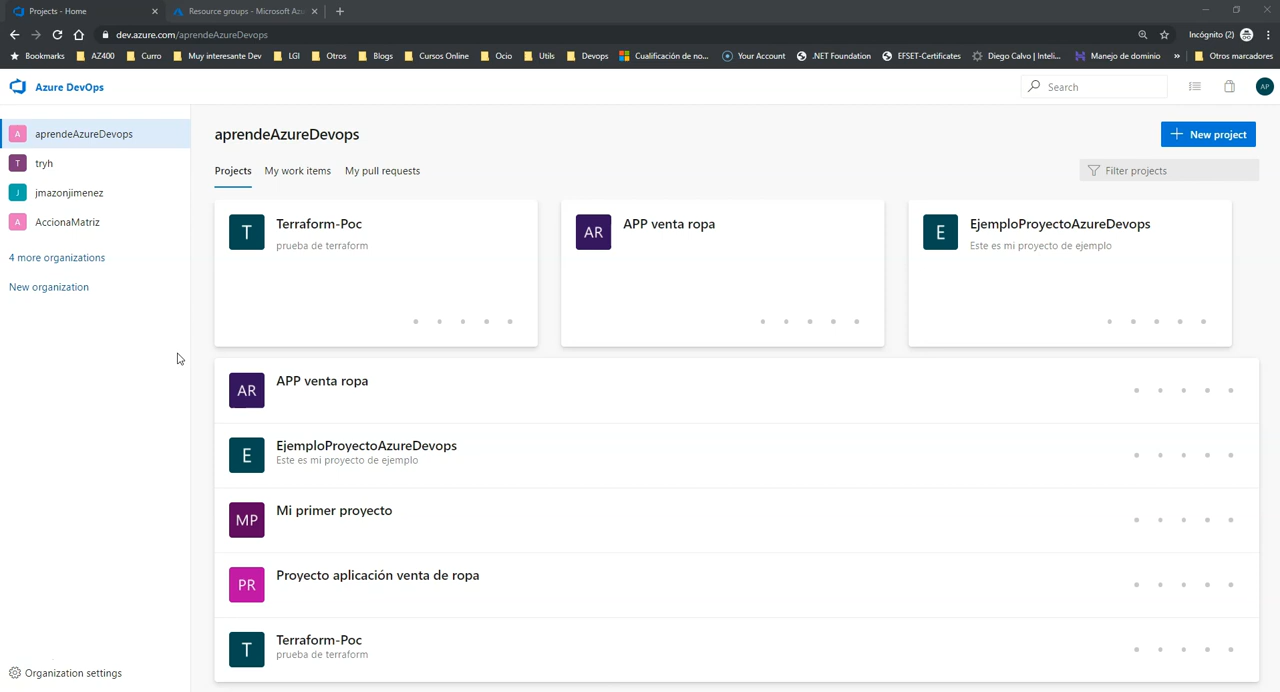 Projects - Home
Resource groups - Microsoft Azu
dev.azure.com/aprendeAzureDevops
Incógnito (2)
Bookmarks
AZ400
Curro
Muy interesante Dev
LGI
Otros
Blogs
Cursos Online
Ocio
Utils
Devops
Cualificación de no...
Your Account
.NET Foundation
EFSET-Certificates
Diego Calvo | Inteli...
Manejo de dominio
»
Otros marcadores
Azure DevOps
Search
AP
A aprendeAzureDevops
T tryh
J jmazonjimenez
A AccionaMatriz
4 more organizations
New organization
Organization settings
aprendeAzureDevops
New project
Projects
My work items
My pull requests
Filter projects
T
Terraform-Poc
prueba de terraform
AR
APP venta ropa
E
EjemploProyectoAzureDevops
Este es mi proyecto de ejemplo
AR
APP venta ropa
E
EjemploProyectoAzureDevops
Este es mi proyecto de ejemplo
MP
Mi primer proyecto
PR
Proyecto aplicación venta de ropa
T
Terraform-Poc
prueba de terraform